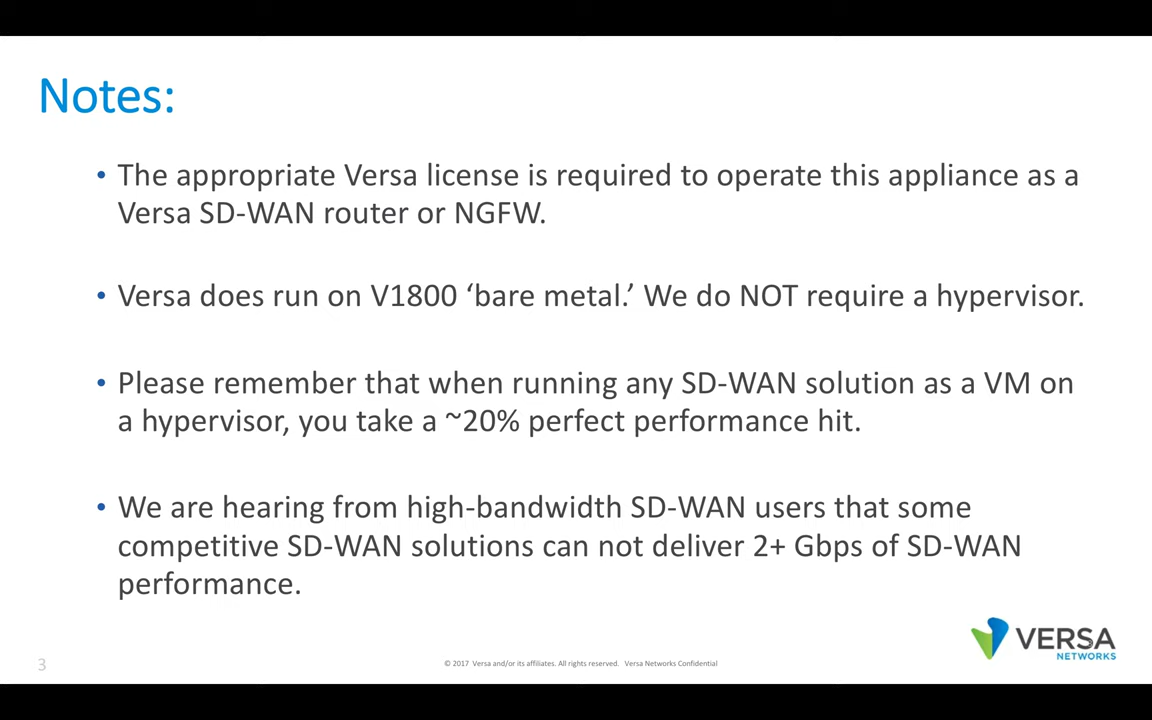 Notes:
• The appropriate Versa license is required to operate this appliance as a
Versa SD-WAN router or NGFW.
• Versa does run on V1800 ‘bare metal.’ We do NOT require a hypervisor.
• Please remember that when running any SD-WAN solution as a VM on
a hypervisor, you take a ~20% perfect performance hit.
• We are hearing from high-bandwidth SD-WAN users that some
competitive SD-WAN solutions can not deliver 2+ Gbps of SD-WAN
performance.
VERSA
NETWORKS
3
© 2017 Versa and/or its affiliates. All rights reserved. Versa Networks Confidential